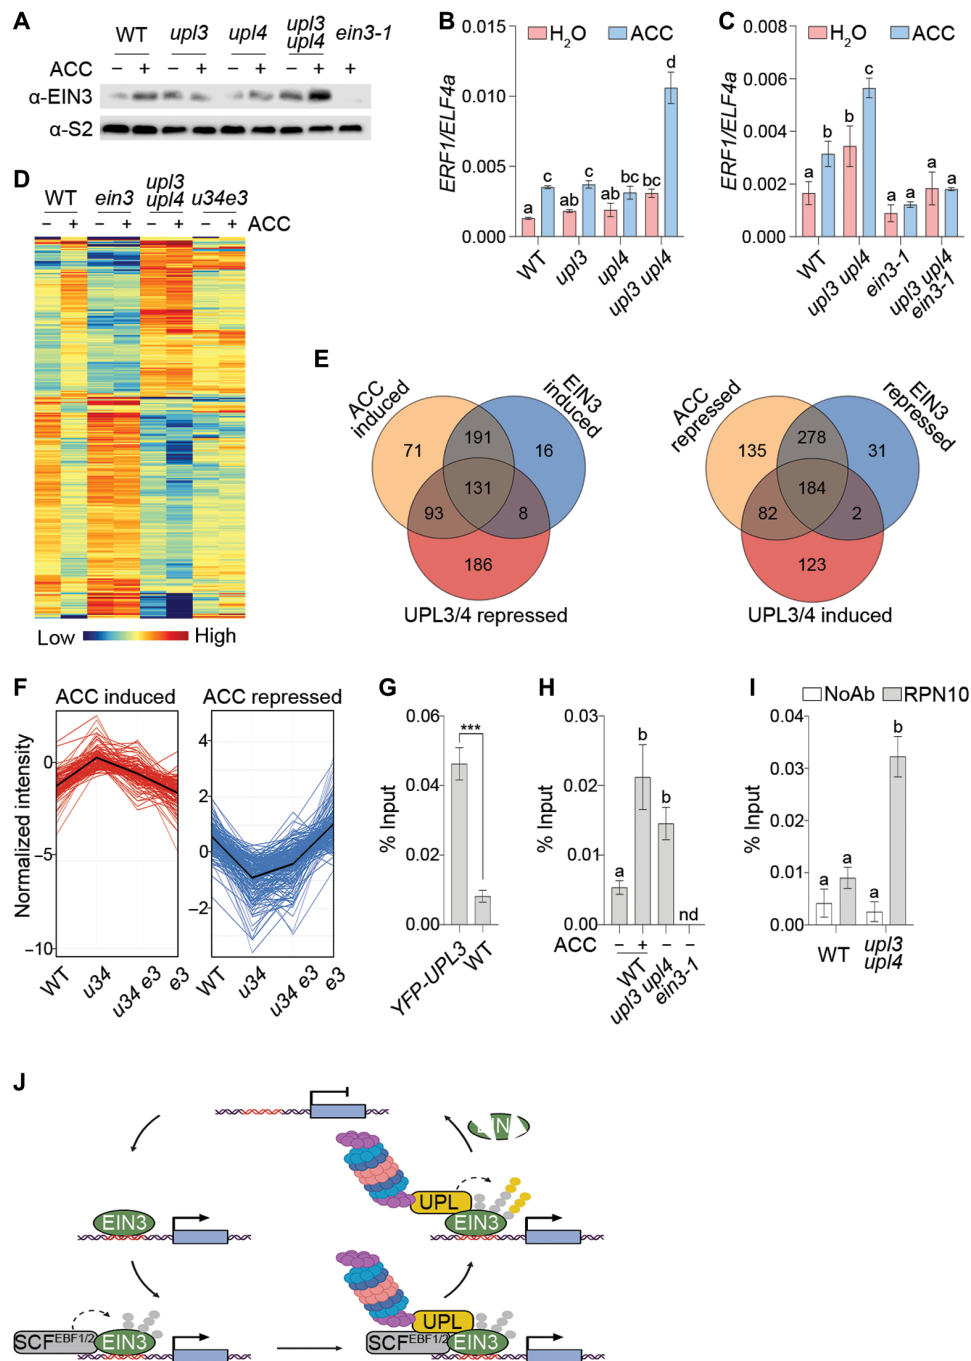 A
WT
upl3
upl4
upl3
upl4
ein3-1
ACC
– + – + – + – + +
α-EIN3
α-S2
B
H₂O
ACC
ERF1/ELF4a
0.015
0.010
0.005
0.000
a
c
ab
c
ab
bc
bc
d
WT
upl3
upl4
upl3 upl4
C
H₂O
ACC
ERF1/ELF4a
0.008
0.006
0.004
0.002
0.000
a
b
b
c
a
a
a
a
WT
upl3 upl4
ein3-1
upl3 upl4
ein3-1
D
WT
ein3
upl3
upl4
u34e3
– + – + – + – +
ACC
Low
High
E
ACC
induced
EIN3
induced
71
191
16
131
93
8
186
UPL3/4 repressed
ACC
repressed
EIN3
repressed
135
278
31
184
82
2
123
UPL3/4 induced
F
ACC induced
ACC repressed
Normalized intensity
0
–5
–10
4
2
0
–2
WT
u34
u34 e3
e3
WT
u34
u34 e3
e3
G
% Input
0.06
0.04
0.02
0.00
***
YFP-UPL3
WT
H
% Input
0.03
0.02
0.01
0.00
a
b
b
nd
ACC
– + – –
WT
upl3 upl4
ein3-1
I
NoAb
RPN10
% Input
0.04
0.03
0.02
0.010
0.00
a
a
a
b
WT
upl3
upl4
J
UPL
EIN3
EIN3
SCF^EBF1/2
EIN3
UPL
SCF^EBF1/2
EIN3